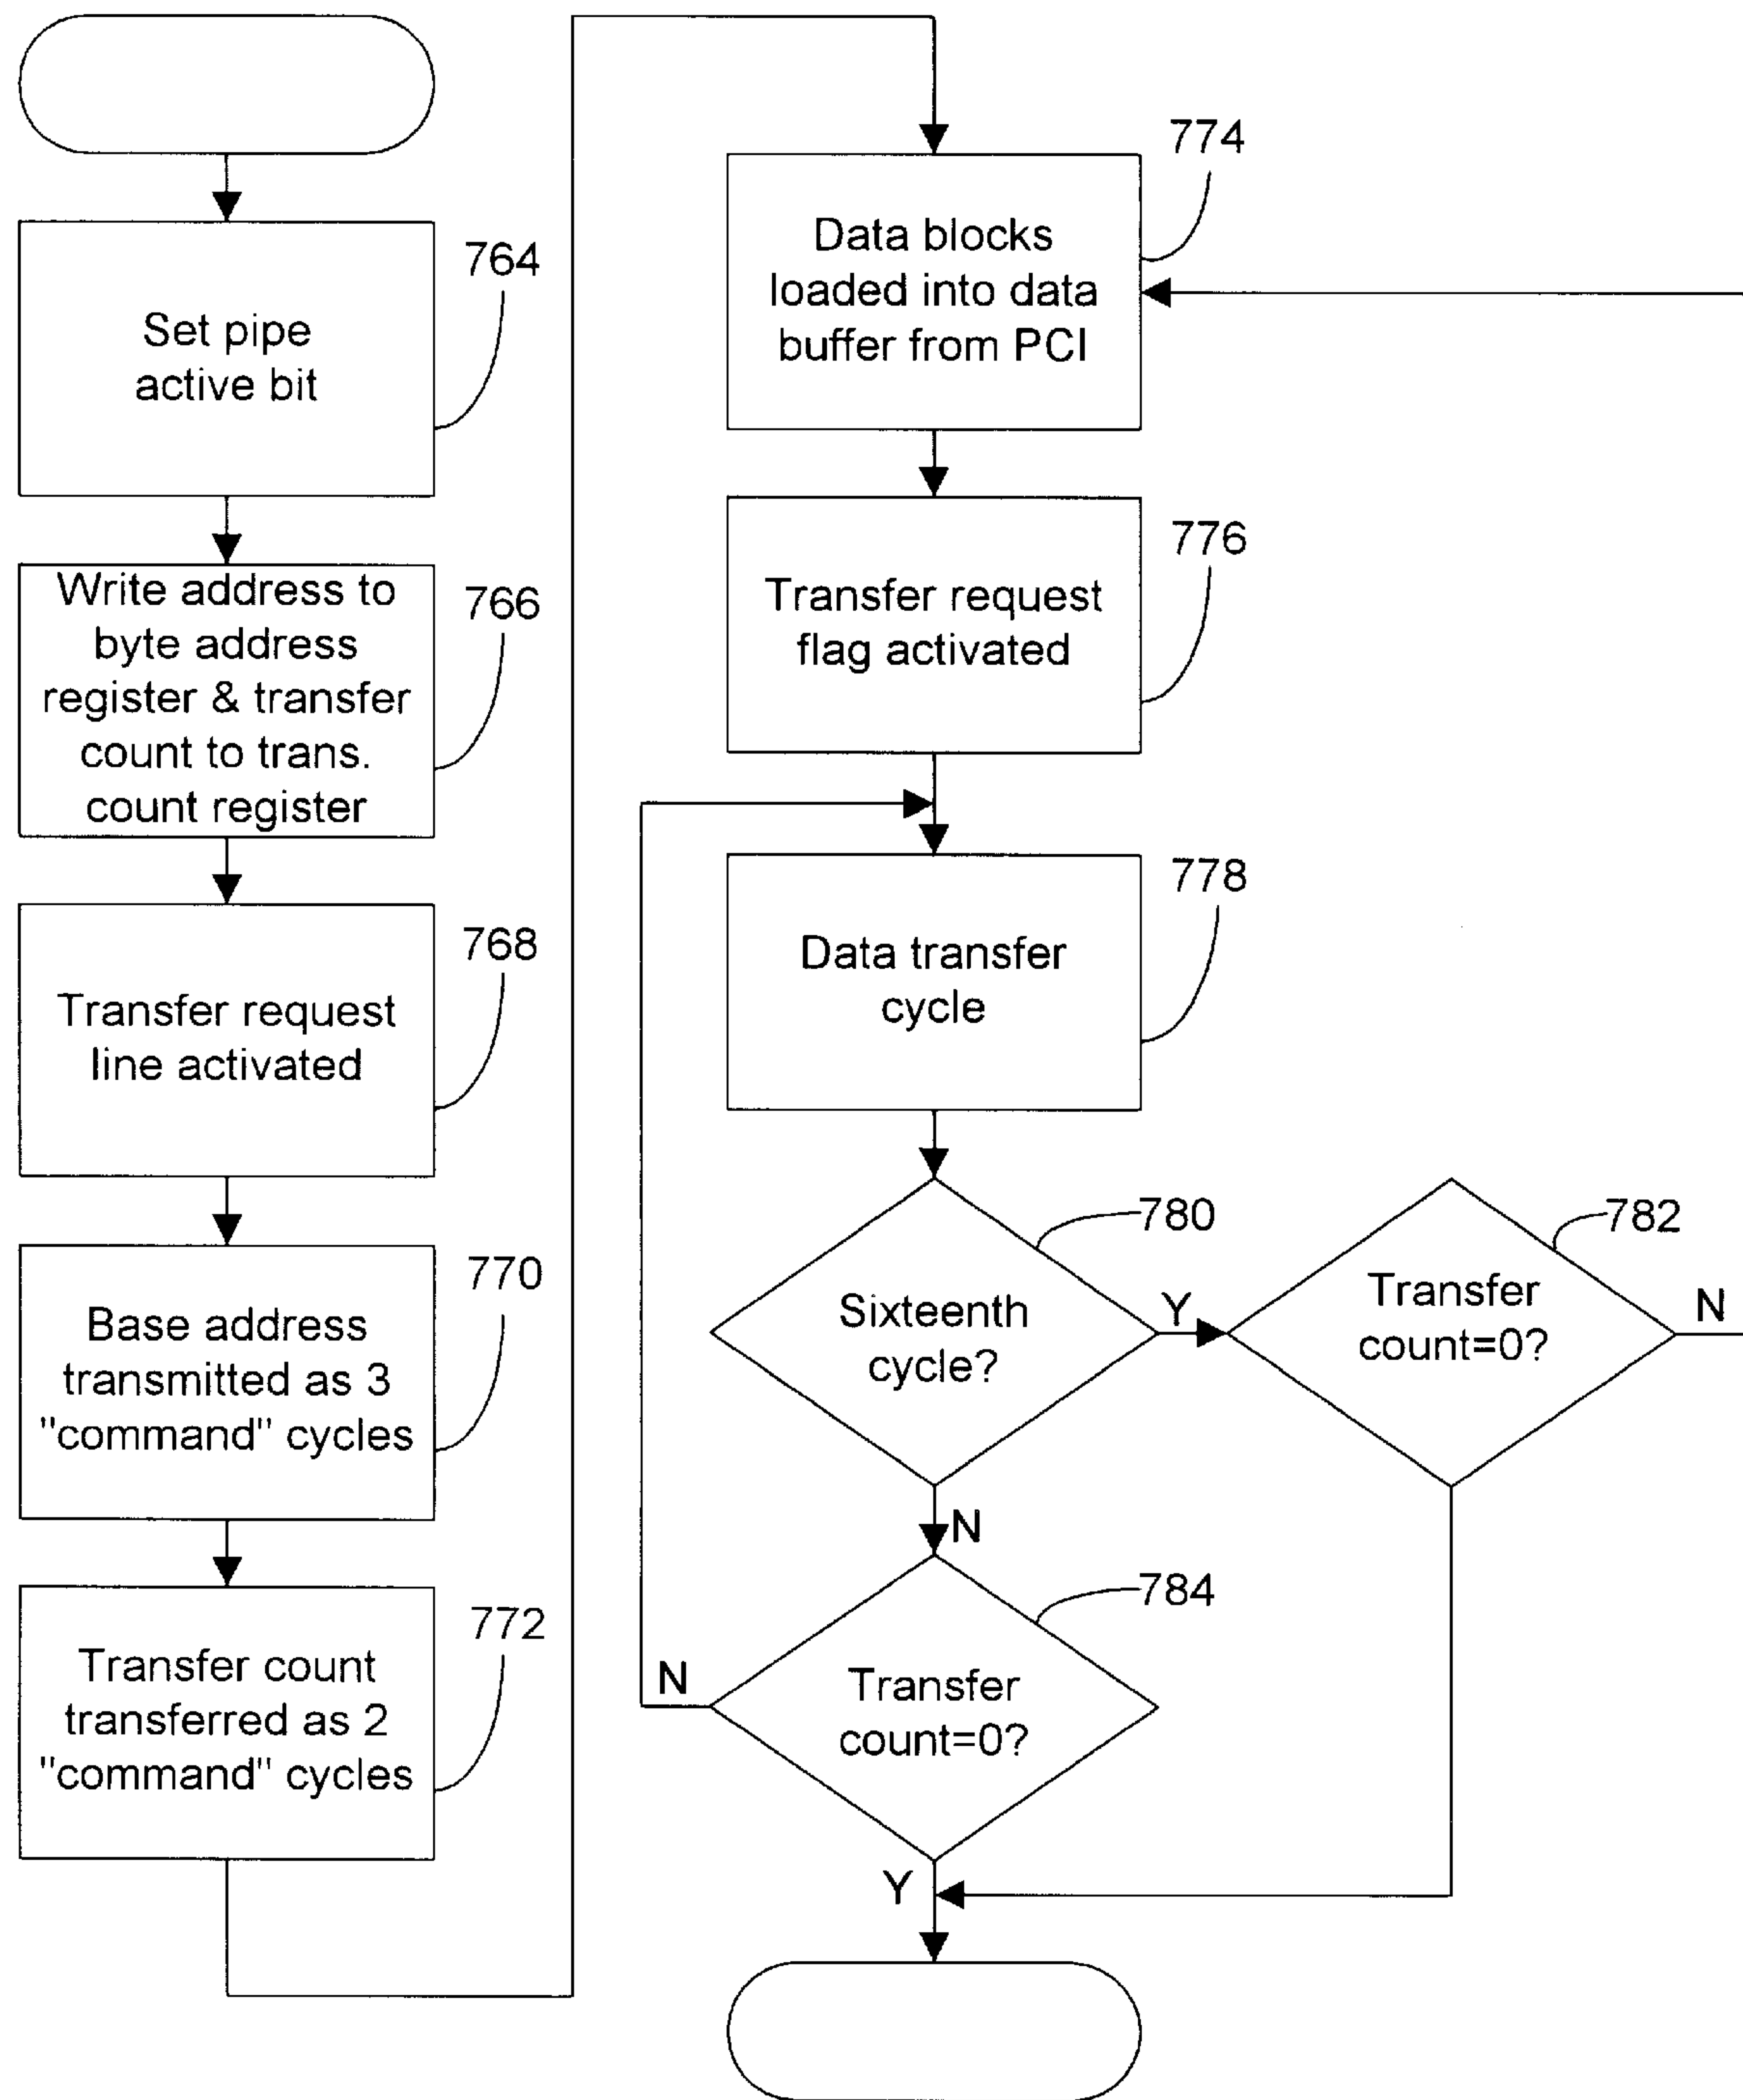 764
Set pipe
active bit
766
Write address to
byte address
register & transfer
count to trans.
count register
768
Transfer request
line activated
770
Base address
transmitted as 3
"command" cycles
772
Transfer count
transferred as 2
"command" cycles
774
Data blocks
loaded into data
buffer from PCI
776
Transfer request
flag activated
778
Data transfer
cycle
780
Sixteenth
cycle?
Y
N
782
Transfer
count=0?
N
784
Transfer
count=0?
N
Y